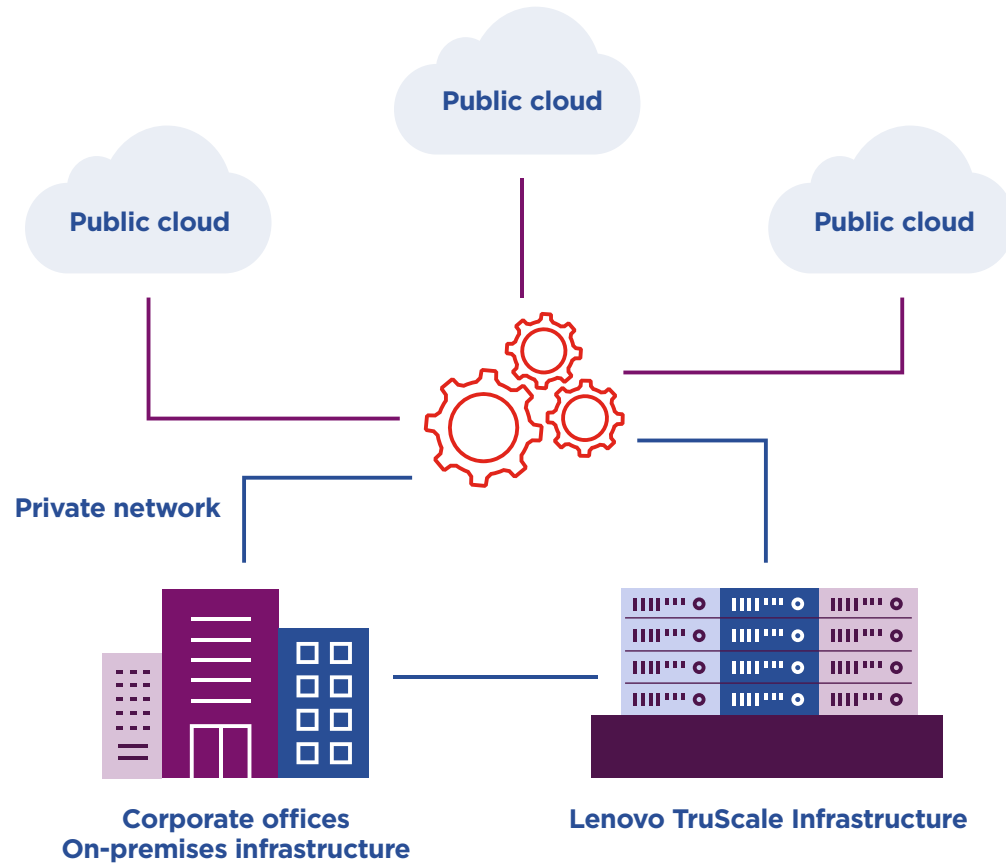 Public cloud
Public cloud
Public cloud
Private network
Corporate offices
On-premises infrastructure
Lenovo TruScale Infrastructure